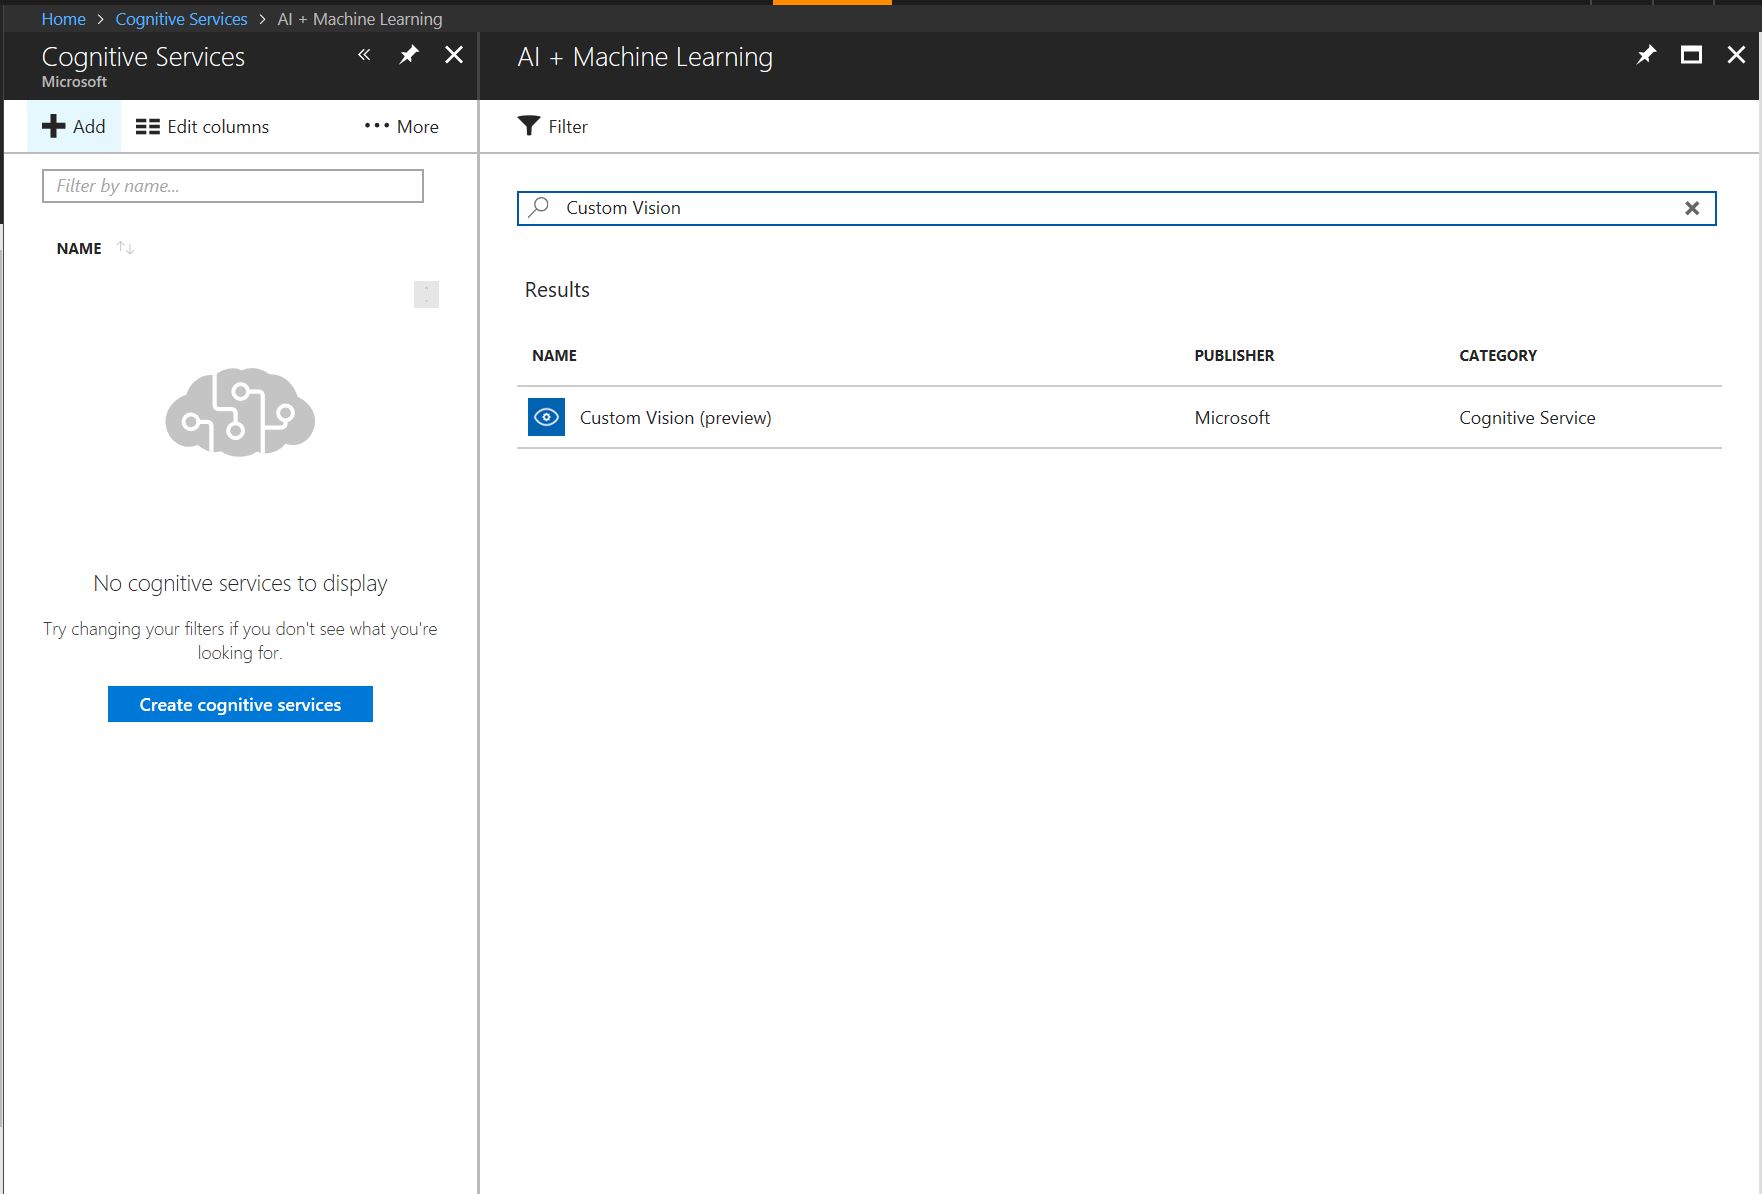 Home > Cognitive Services > AI + Machine Learning
Cognitive Services
Microsoft
Add
Edit columns
More
Filter by name...
NAME
No cognitive services to display
Try changing your filters if you don't see what you're
looking for.
Create cognitive services
AI + Machine Learning
Filter
Custom Vision
Results
NAME PUBLISHER CATEGORY
Custom Vision (preview) Microsoft Cognitive Service